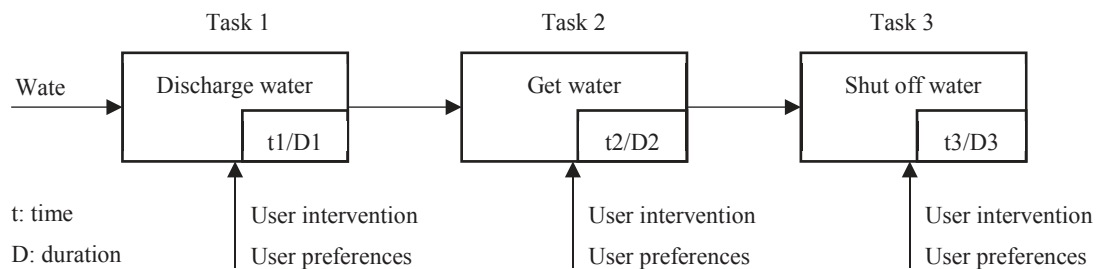 Task 1 Task 2 Task 3
Wate Discharge water Get water Shut off water
t1/D1 t2/D2 t3/D3
t: time User intervention User intervention User intervention
D: duration User preferences User preferences User preferences